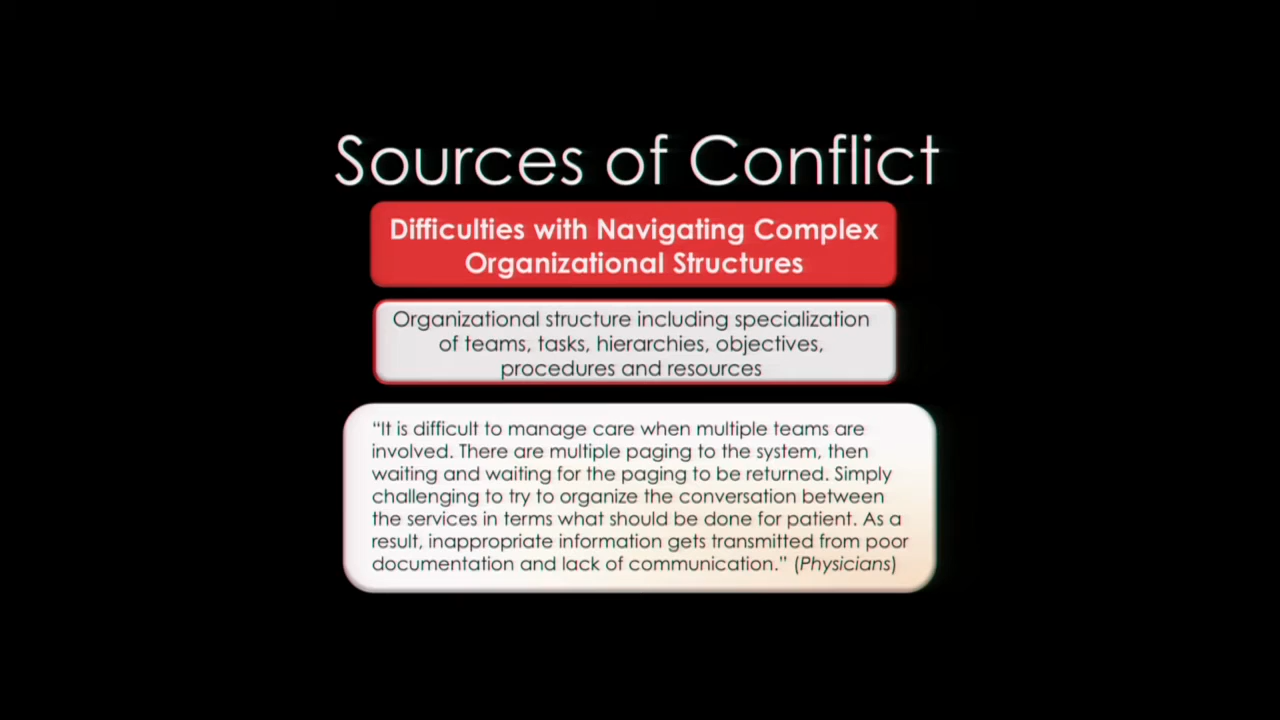 Sources of Conflict
Difficulties with Navigating Complex
Organizational Structures
Organizational structure including specialization
of teams, tasks, hierarchies, objectives,
procedures and resources
“It is difficult to manage care when multiple teams are
involved. There are multiple paging to the system, then
waiting and waiting for the paging to be returned. Simply
challenging to try to organize the conversation between
the services in terms what should be done for patient. As a
result, inappropriate information gets transmitted from poor
documentation and lack of communication.” (Physicians)